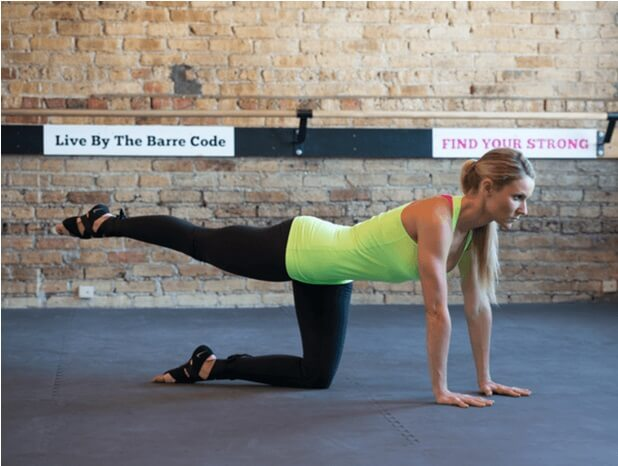 Live By The Barre Code
FIND YOUR STRONG